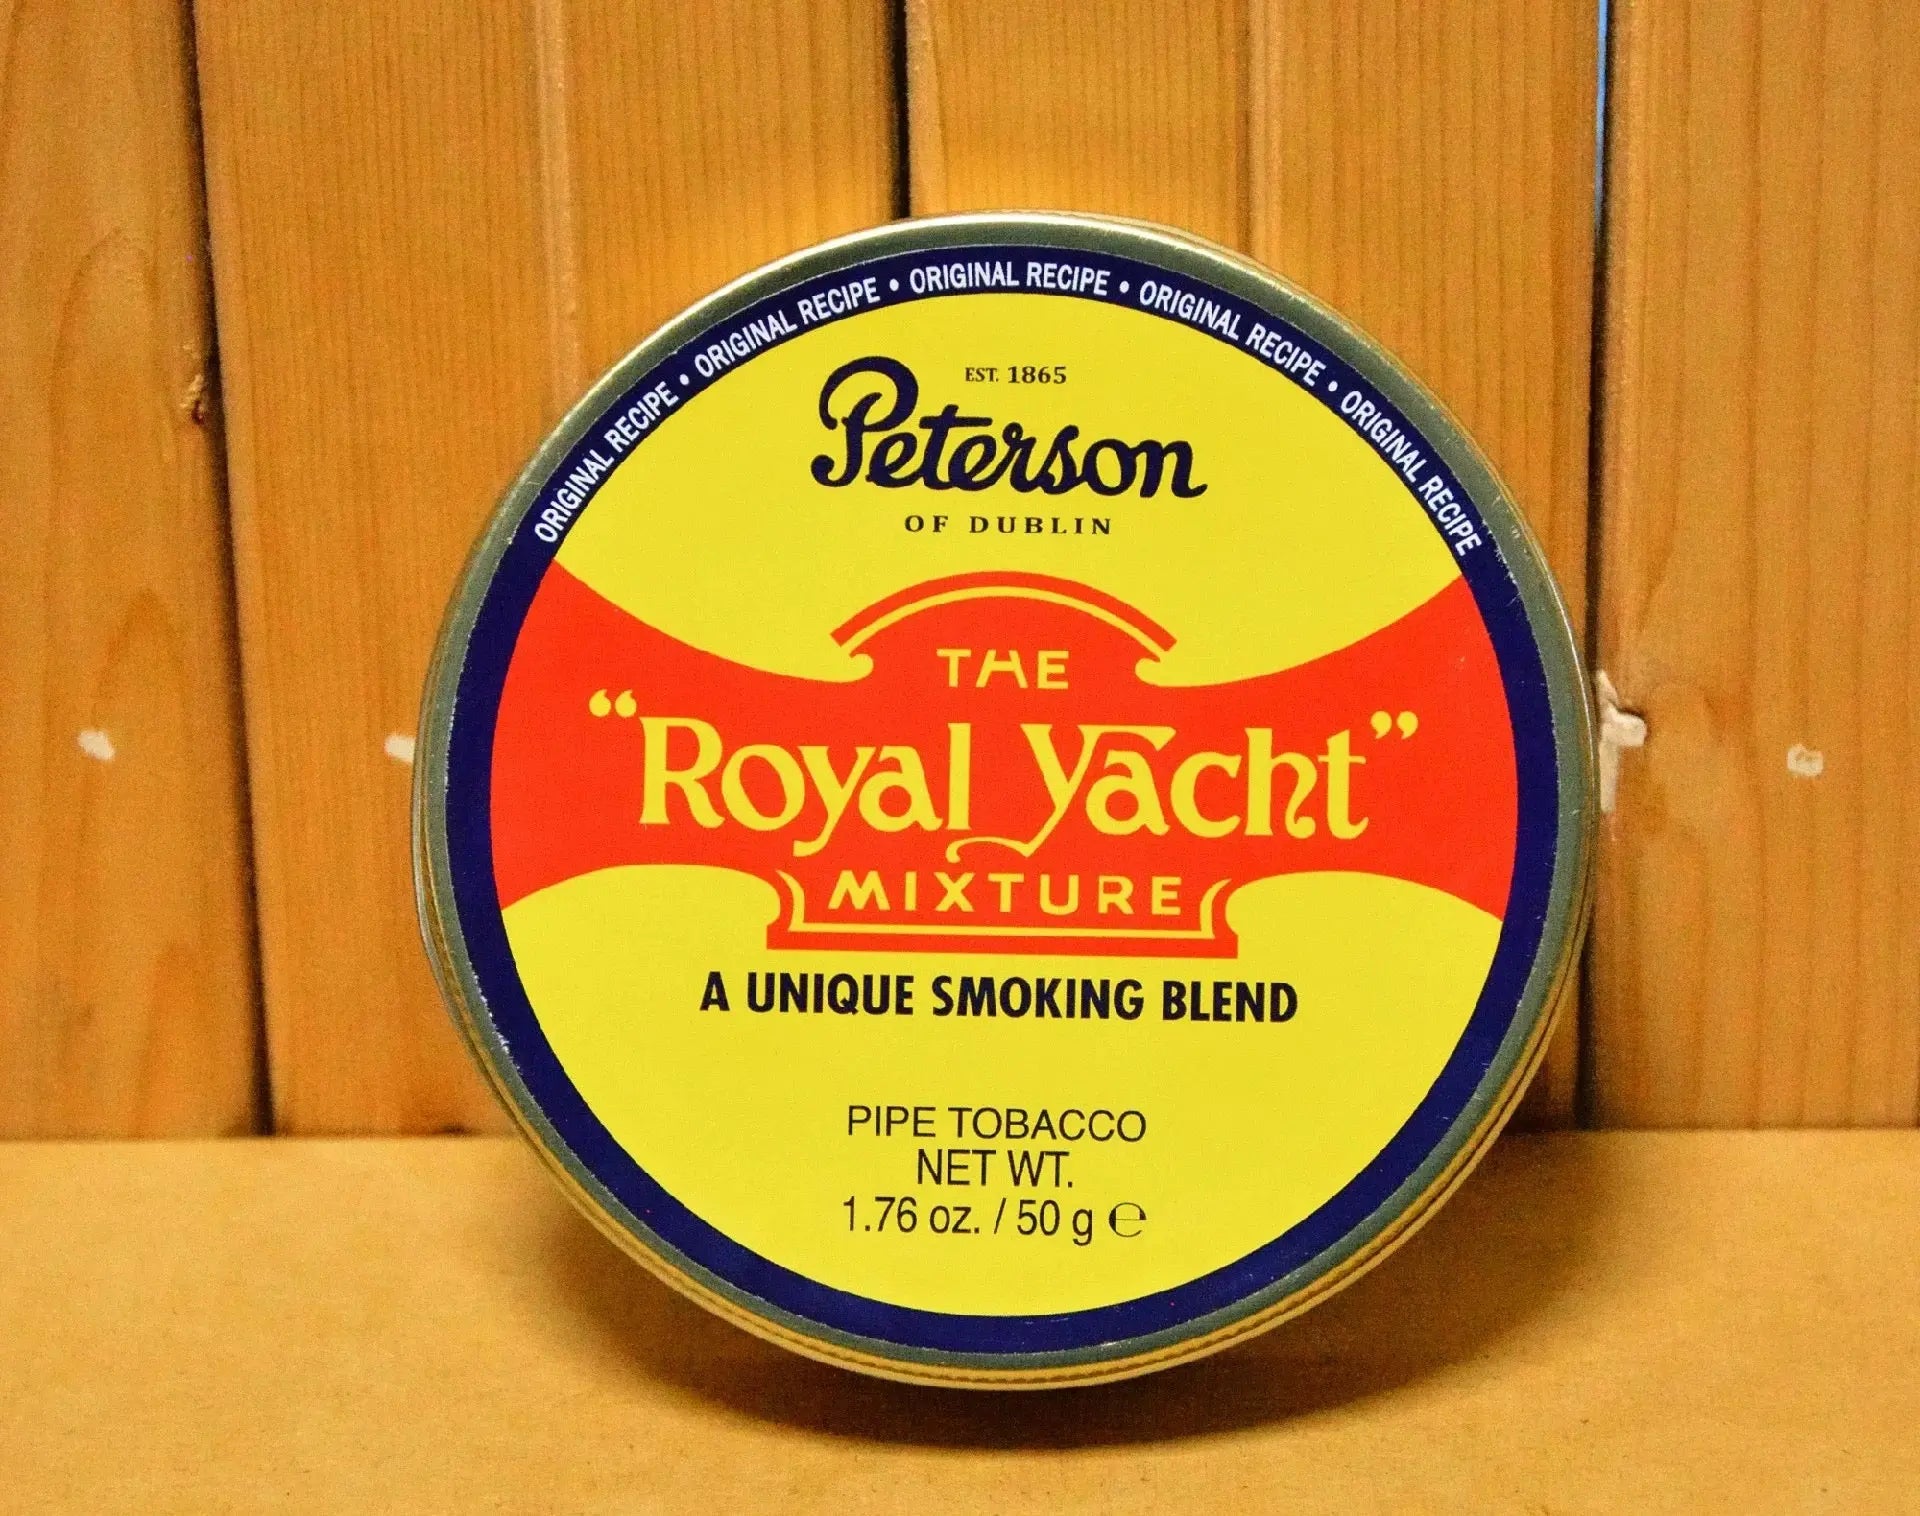 ORIGINAL RECIPE • ORIGINAL RECIPE • ORIGINAL RECIPE • ORIGINAL RECIPE • ORIGINAL RECIPE
EST. 1865
Peterson
OF DUBLIN
THE
“Royal Yacht”
MIXTURE
A UNIQUE SMOKING BLEND
PIPE TOBACCO
NET WT.
1.76 oz. / 50 g ℮